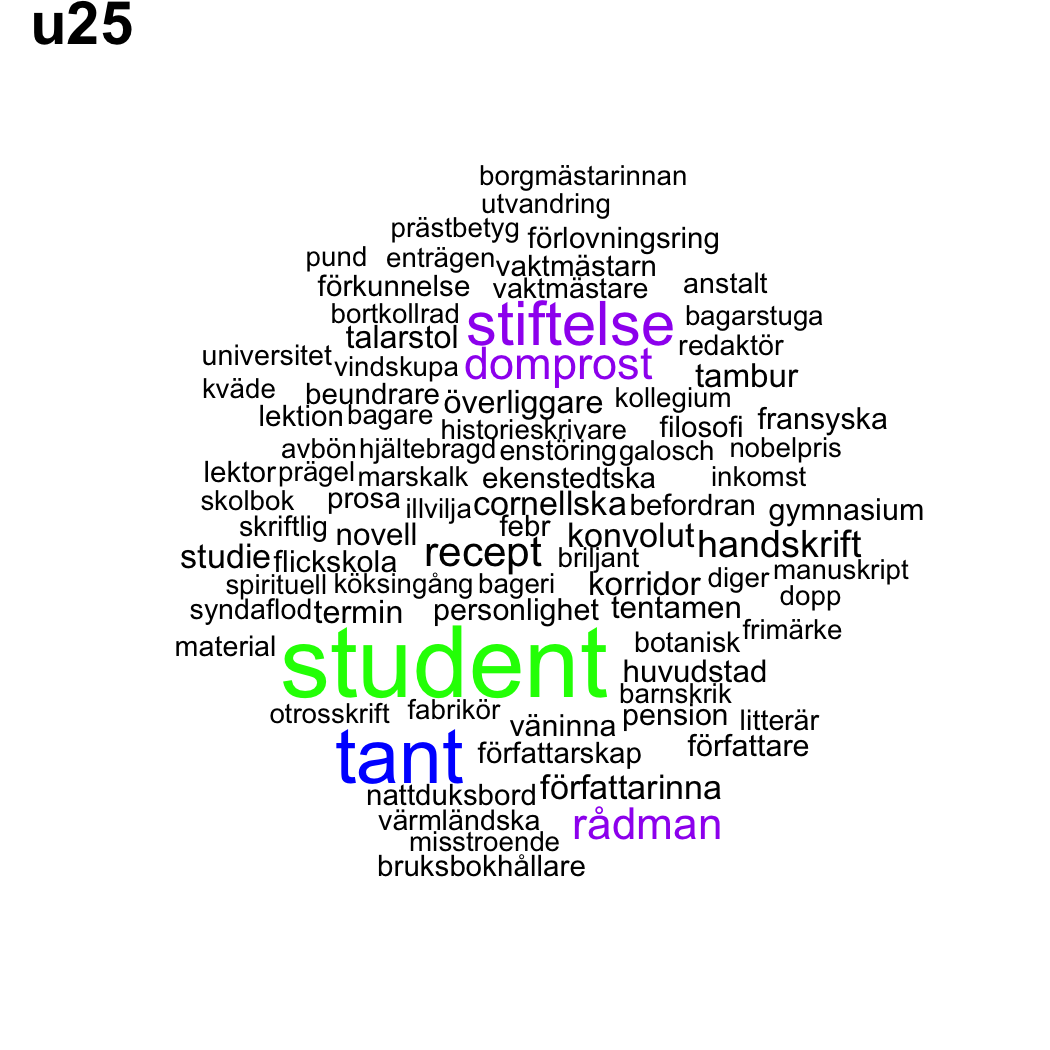 u25
borgmästarinnan
utvandring
prästbetyg förlovningsring
pund enträgen vaktmästarn
förkunnelse vaktmästare anstalt
bortkollrad stiftelse bagarstuga
talarstol redaktör
universitet vindskupa domprost tambur
kväde beundrare överliggare kollegium
lektion bagare historieskrivare filosofi fransyska
avbön hjältebragd enstöring galosch nobelpris
lektor prägel marskalk ekenstedtska inkomst
skolbok prosa illvilja cornellska befordran gymnasium
skriftlig novell febr konvolut handskrift
studie flickskola recept briljant
spirituell köksingång bageri korridor diger manuskript
syndaflod termin personlighet tentamen dopp
material student botanisk frimärke
huvudstad
barnskrik
otrosskrift fabrikör väninna pension litterär
tant författarskap författare
nattduksbord författarinna
värmländska rådman
misstroende
bruksbokhållare